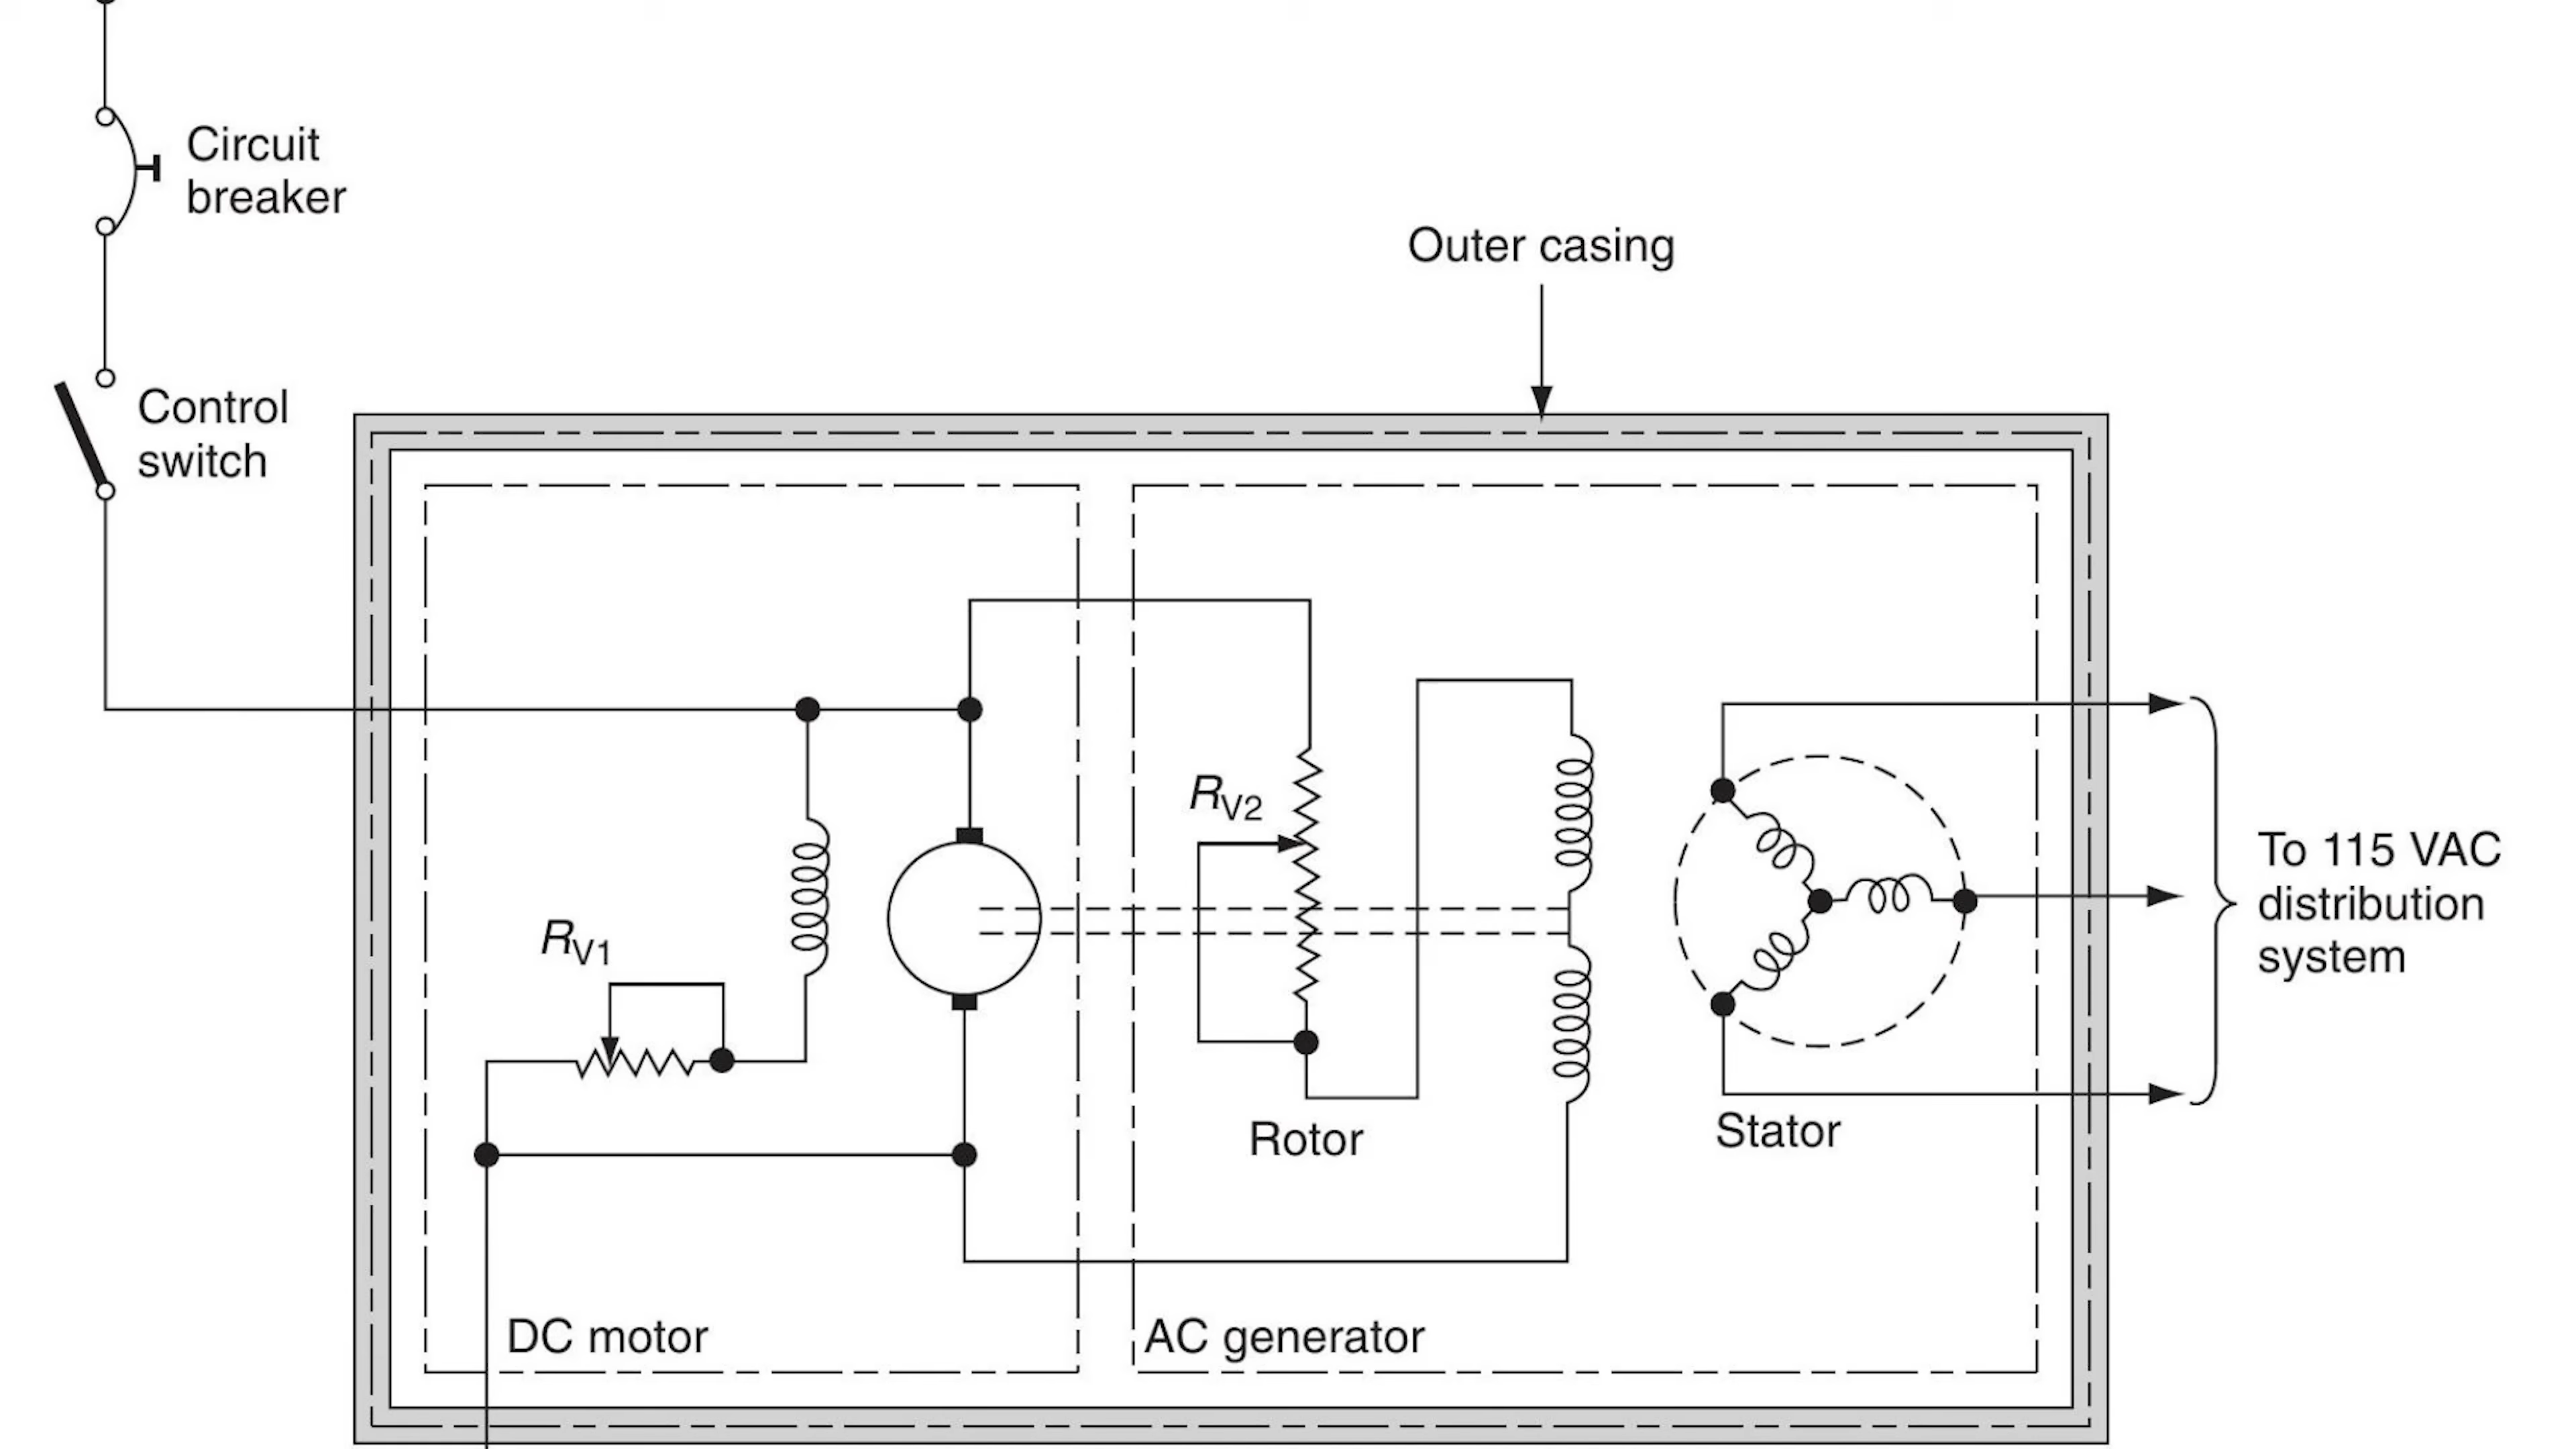 Circuit
breaker
Outer casing
Control
switch
RV2
RV1
To 115 VAC
distribution
system
Rotor
Stator
DC motor
AC generator